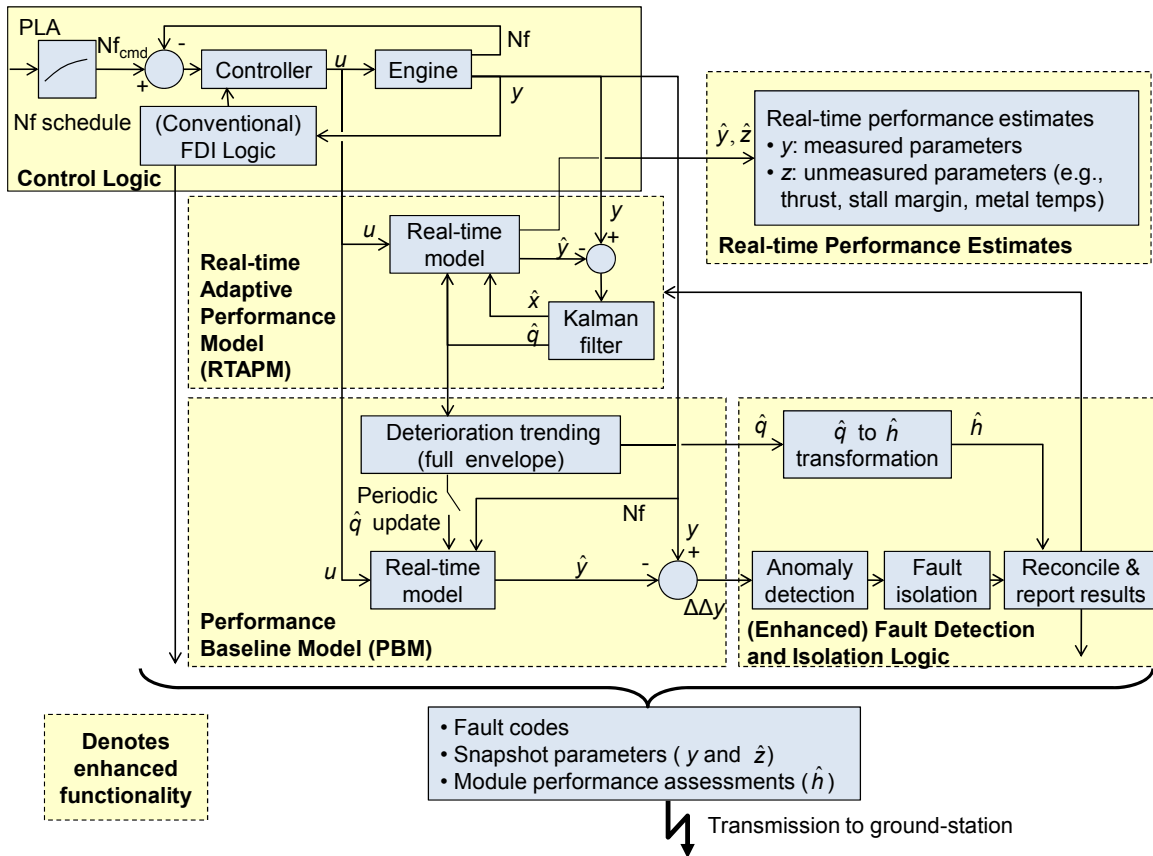 PLA
Nf_cmd
-
+
Nf schedule
Controller
u
Engine
Nf
y
(Conventional)
FDI Logic
Control Logic
ŷ, ẑ
Real-time performance estimates
• y: measured parameters
• z: unmeasured parameters (e.g.,
thrust, stall margin, metal temps)
Real-time Performance Estimates
Real-time
Adaptive
Performance
Model
(RTAPM)
u
Real-time
model
ŷ
-
y
+
x̂
q̂
Kalman
filter
Deterioration trending
(full envelope)
Periodic
q̂ update
Nf
u
Real-time
model
ŷ
-
y
+
ΔΔy
Performance
Baseline Model (PBM)
q̂
q̂ to ĥ
transformation
ĥ
Anomaly
detection
Fault
isolation
Reconcile &
report results
(Enhanced) Fault Detection
and Isolation Logic
Denotes
enhanced
functionality
• Fault codes
• Snapshot parameters ( y and ẑ)
• Module performance assessments (ĥ)
Transmission to ground-station